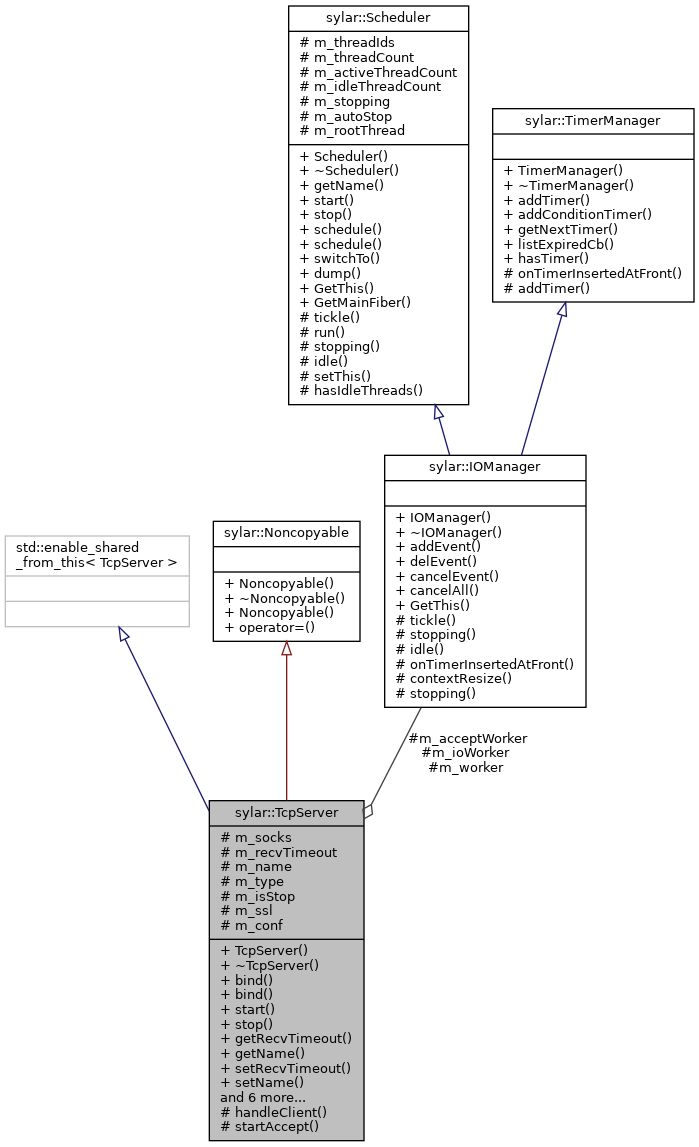 sylar::Scheduler
# m_threadIds
# m_threadCount
# m_activeThreadCount
# m_idleThreadCount
# m_stopping
# m_autoStop
# m_rootThread
+ Scheduler()
+ ~Scheduler()
+ getName()
+ start()
+ stop()
+ schedule()
+ schedule()
+ switchTo()
+ dump()
+ GetThis()
+ GetMainFiber()
# tickle()
# run()
# stopping()
# idle()
# setThis()
# hasIdleThreads()
sylar::TimerManager
+ TimerManager()
+ ~TimerManager()
+ addTimer()
+ addConditionTimer()
+ getNextTimer()
+ listExpiredCb()
+ hasTimer()
# onTimerInsertedAtFront()
# addTimer()
sylar::IOManager
+ IOManager()
+ ~IOManager()
+ addEvent()
+ delEvent()
+ cancelEvent()
+ cancelAll()
+ GetThis()
# tickle()
# stopping()
# idle()
# onTimerInsertedAtFront()
# contextResize()
# stopping()
std::enable_shared
_from_this< TcpServer >
sylar::Noncopyable
+ Noncopyable()
+ ~Noncopyable()
+ Noncopyable()
+ operator=()
#m_acceptWorker
#m_ioWorker
#m_worker
sylar::TcpServer
# m_socks
# m_recvTimeout
# m_name
# m_type
# m_isStop
# m_ssl
# m_conf
+ TcpServer()
+ ~TcpServer()
+ bind()
+ bind()
+ start()
+ stop()
+ getRecvTimeout()
+ getName()
+ setRecvTimeout()
+ setName()
and 6 more...
# handleClient()
# startAccept()